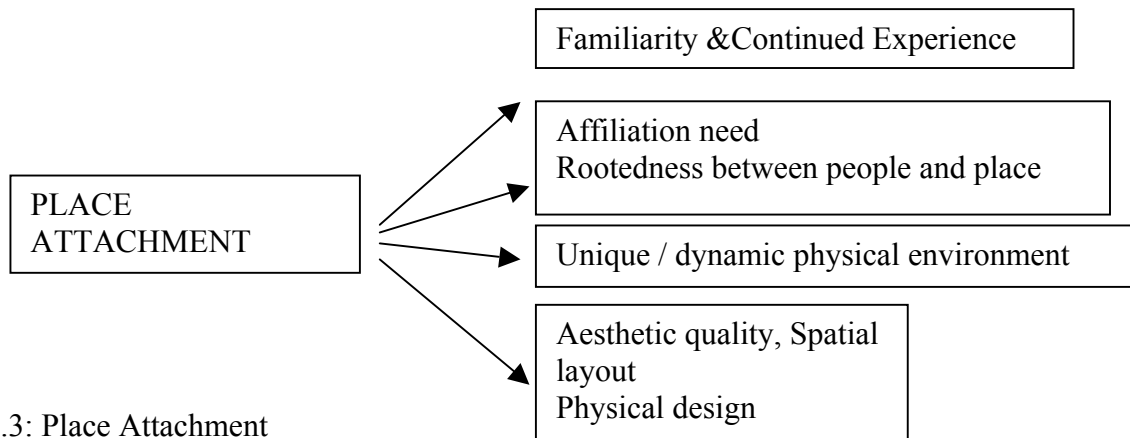 Familiarity &Continued Experience
Affiliation need
Rootedness between people and place
PLACE
ATTACHMENT
Unique / dynamic physical environment
Aesthetic quality, Spatial
layout
Physical design
.3: Place Attachment